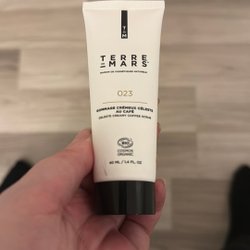 TERRE
MARS
023
GOMMAGE CRÉMEUX CÉLESTE
AU CAFÉ
CELESTE CREAMY COFFEE SCRUB
BIO
COSMOS
ORGANIC
40 ML / 1.4 FL. OZ